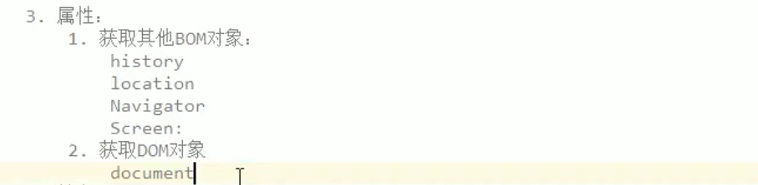 3. 属性：
1. 获取其他BOM对象：
history
location
Navigator
Screen:
2. 获取DOM对象
document